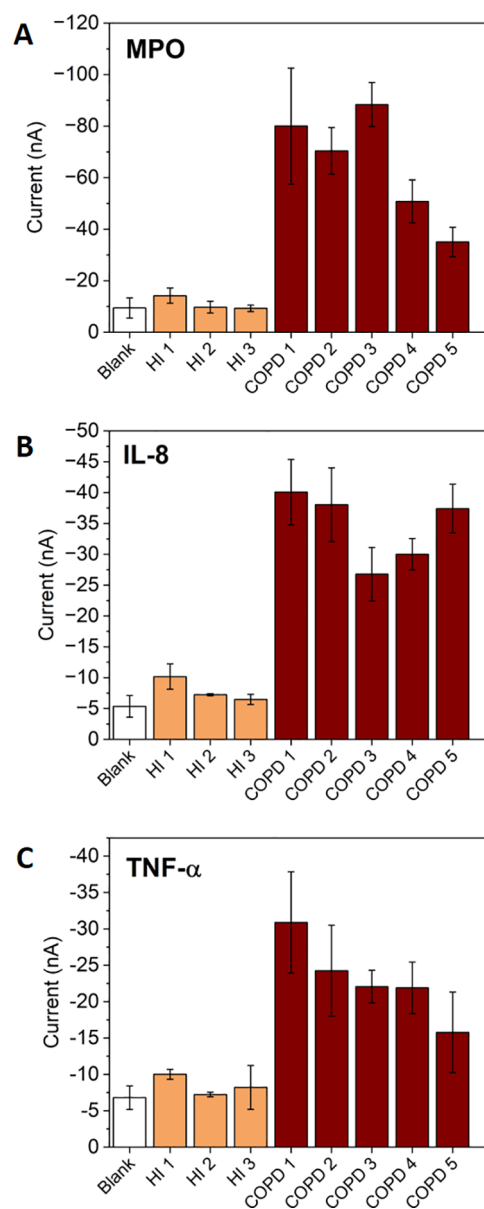 A
MPO
Current (nA)
−120
−100
−80
−60
−40
−20
0
Blank
HI 1
HI 2
HI 3
COPD 1
COPD 2
COPD 3
COPD 4
COPD 5
B
IL-8
Current (nA)
−50
−45
−40
−35
−30
−25
−20
−15
−10
−5
0
Blank
HI 1
HI 2
HI 3
COPD 1
COPD 2
COPD 3
COPD 4
COPD 5
C
TNF-α
Current (nA)
-40
-30
-25
-20
-15
-10
-5
0
Blank
HI 1
HI 2
HI 3
COPD 1
COPD 2
COPD 3
COPD 4
COPD 5